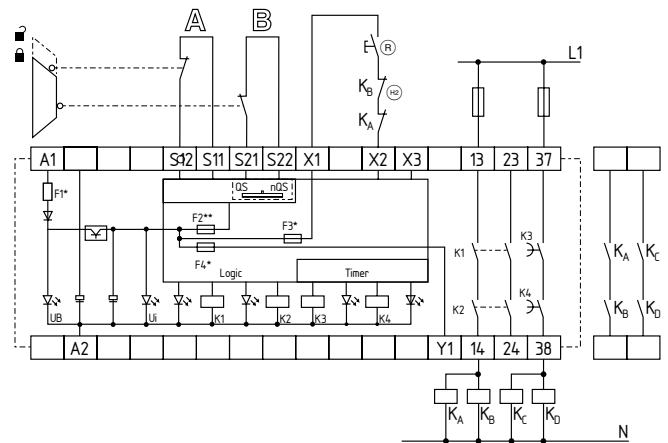 A B
R
L1
KB H2
KA
A1 S12 S11 S21 S22 X1 X2 X3 13 23 37
F1*
QS nQS
F2**
F3*
F4*
K3
K1
KA KC
Logic Timer
K4
K2
KB KD
UB Ui K1 K2 K3 K4
A2 Y1 14 24 38
KA KB KC KD
N